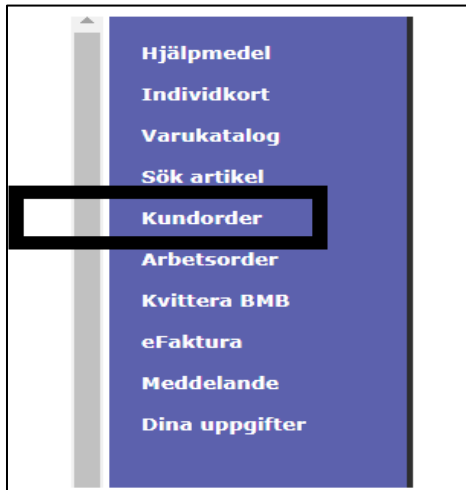 Hjälpmedel
Individkort
Varukatalog
Sök artikel
Kundorder
Arbetsorder
Kvittera BMB
eFaktura
Meddelande
Dina uppgifter